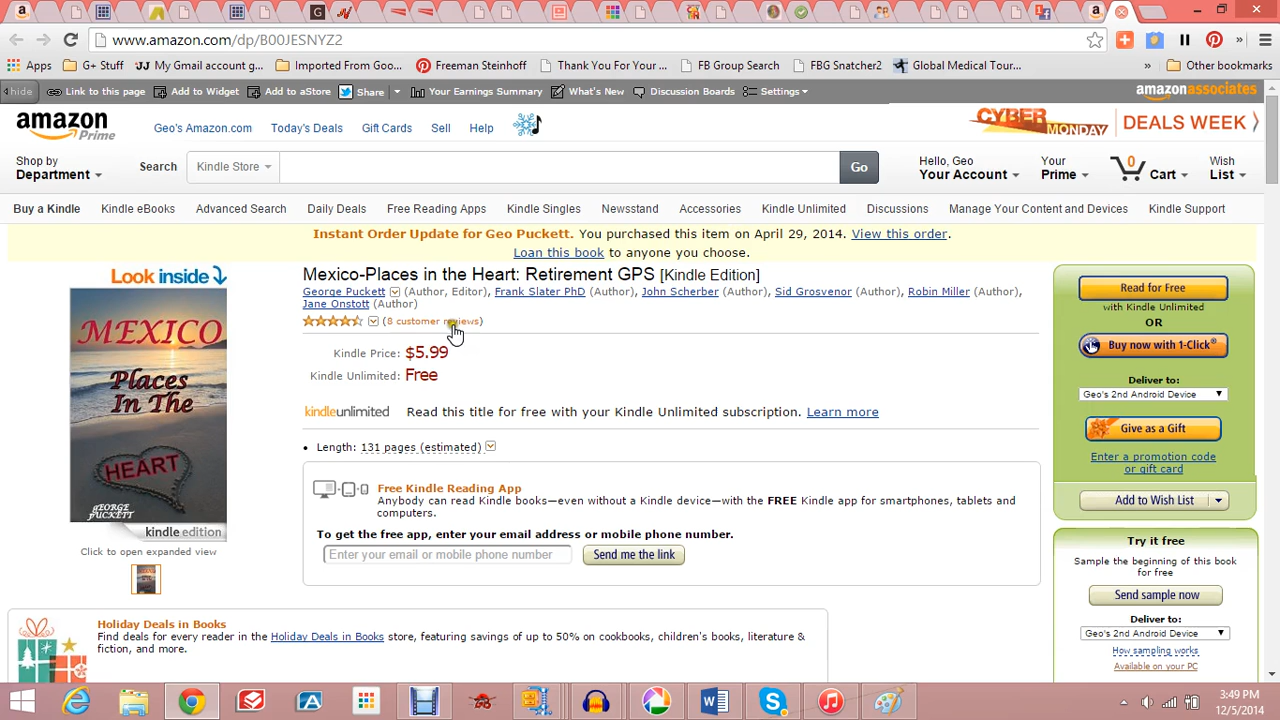 www.amazon.com/dp/B00JESNYZ2
Apps G+ Stuff My Gmail account g... Imported From Goo... Freeman Steinhoff Thank You For Your ... FB Group Search FBG Snatcher2 Global Medical Tour... » Other bookmarks
hide Link to this page Add to Widget Add to aStore Share Your Earnings Summary What's New Discussion Boards Settings amazonassociates
amazon Prime
Geo's Amazon.com Today's Deals Gift Cards Sell Help
CYBER MONDAY DEALS WEEK
Shop by Department
Search Kindle Store Go
Hello, Geo Your Account
Your Prime
0 Cart
Wish List
Buy a Kindle Kindle eBooks Advanced Search Daily Deals Free Reading Apps Kindle Singles Newsstand Accessories Kindle Unlimited Discussions Manage Your Content and Devices Kindle Support
Instant Order Update for Geo Puckett. You purchased this item on April 29, 2014. View this order.
Loan this book to anyone you choose.
Look inside
MEXICO
Places
In The
HEART
GEORGE
PUCKETT
kindle edition
Click to open expanded view
Mexico-Places in the Heart: Retirement GPS [Kindle Edition]
George Puckett (Author, Editor), Frank Slater PhD (Author), John Scherber (Author), Sid Grosvenor (Author), Robin Miller (Author),
Jane Onstott (Author)
(8 customer reviews)
Kindle Price: $5.99
Kindle Unlimited: Free
kindleunlimited Read this title for free with your Kindle Unlimited subscription. Learn more
• Length: 131 pages (estimated)
Free Kindle Reading App
Anybody can read Kindle books—even without a Kindle device—with the FREE Kindle app for smartphones, tablets and
computers.
To get the free app, enter your email address or mobile phone number.
Enter your email or mobile phone number Send me the link
Read for Free
with Kindle Unlimited
OR
Buy now with 1-Click®
Deliver to:
Geo's 2nd Android Device
Give as a Gift
Enter a promotion code
or gift card
Add to Wish List
Try it free
Sample the beginning of this book
for free
Send sample now
Deliver to:
Geo's 2nd Android Device
How sampling works
Available on your PC
Holiday Deals in Books
Find deals for every reader in the Holiday Deals in Books store, featuring savings of up to 50% on cookbooks, children's books, literature &
fiction, and more.
3:49 PM
12/5/2014